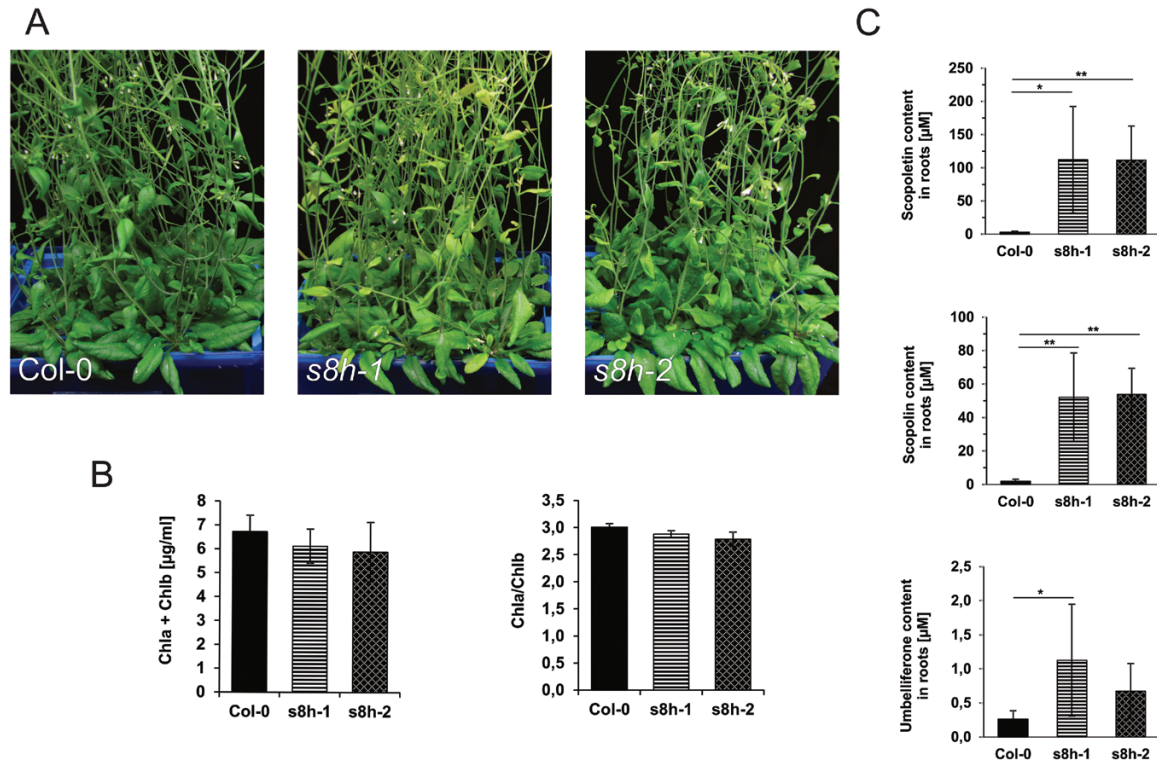 A
Col-0
s8h-1
s8h-2
B
Chla + Chlb [µg/ml]
8
7
6
5
4
3
2
1
0
Col-0 s8h-1 s8h-2
Chla/Chlb
3,5
3,0
2,5
2,0
1,5
1,0
0,5
0,0
Col-0 s8h-1 s8h-2
C
Scopoletin content
in roots [µM]
250
200
150
100
50
0
*
**
Col-0 s8h-1 s8h-2
Scopolin content
in roots [µM]
100
80
60
40
20
0
**
**
Col-0 s8h-1 s8h-2
Umbelliferone content
in roots [µM]
2,5
2,0
1,5
1,0
0,5
0,0
*
Col-0 s8h-1 s8h-2